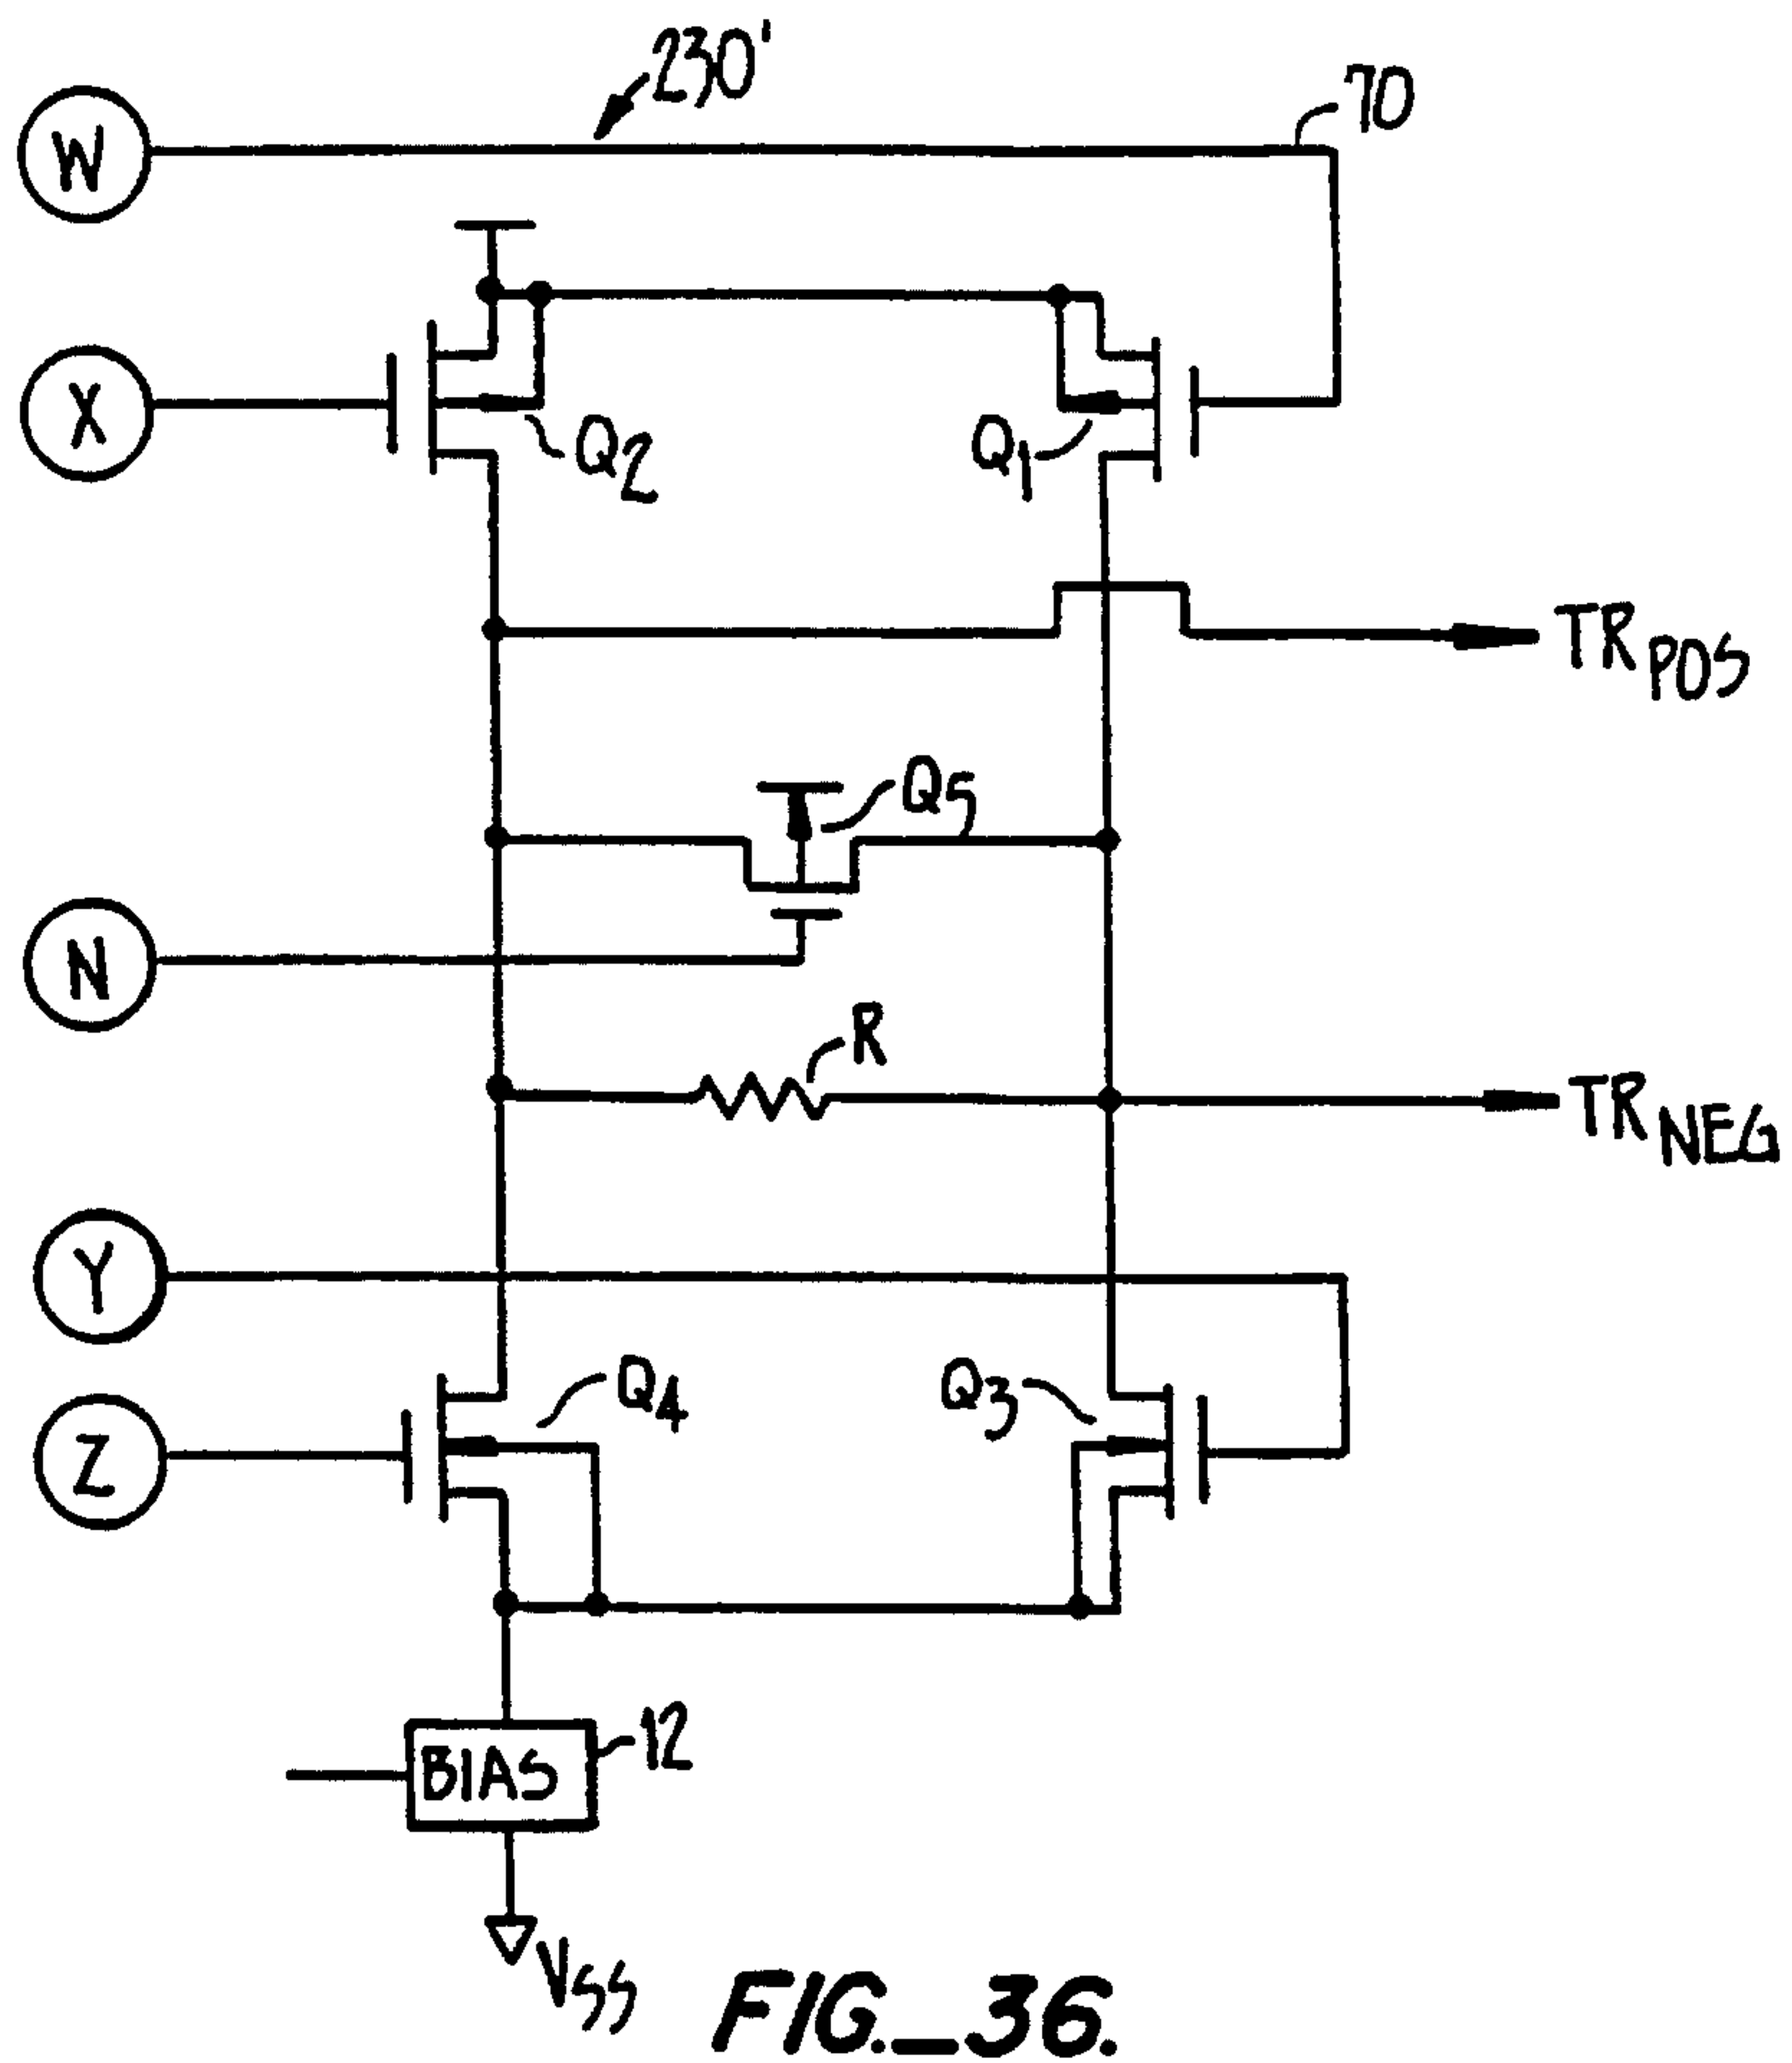 230'
70
W
X
Q2
Q1
TRPOS
Q5
N
R
TRNEG
Y
Q4
Q3
Z
BIAS
12
VSS
FIG._36.